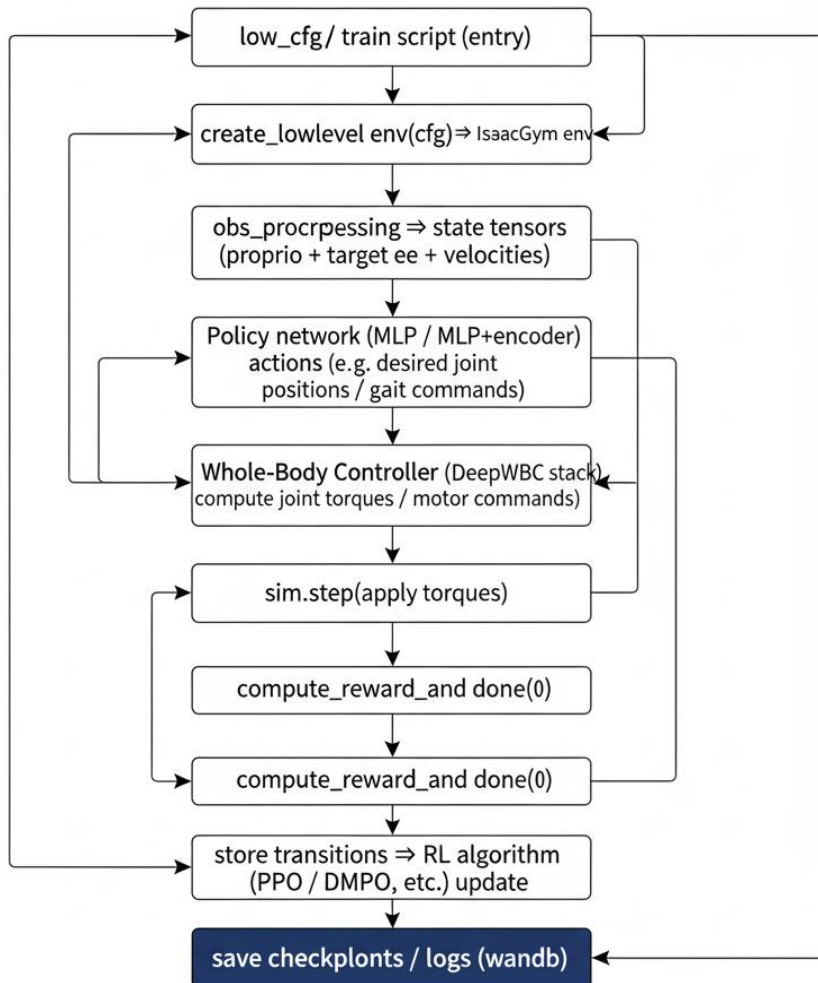 low_cfg/ train script (entry)
create_lowlevel env(cfg) ⇒ IsaacGym env
obs_procrpessing ⇒ state tensors
(proprio + target ee + velocities)
Policy network (MLP / MLP+encoder)
actions (e.g. desired joint
positions / gait commands)
Whole-Body Controller (DeepWBC stack)
compute joint torques / motor commands)
sim.step(apply torques)
compute_reward_and done(0)
compute_reward_and done(0)
store transitions ⇒ RL algorithm
(PPO / DMPO, etc.) update
save checkplonts / logs (wandb)